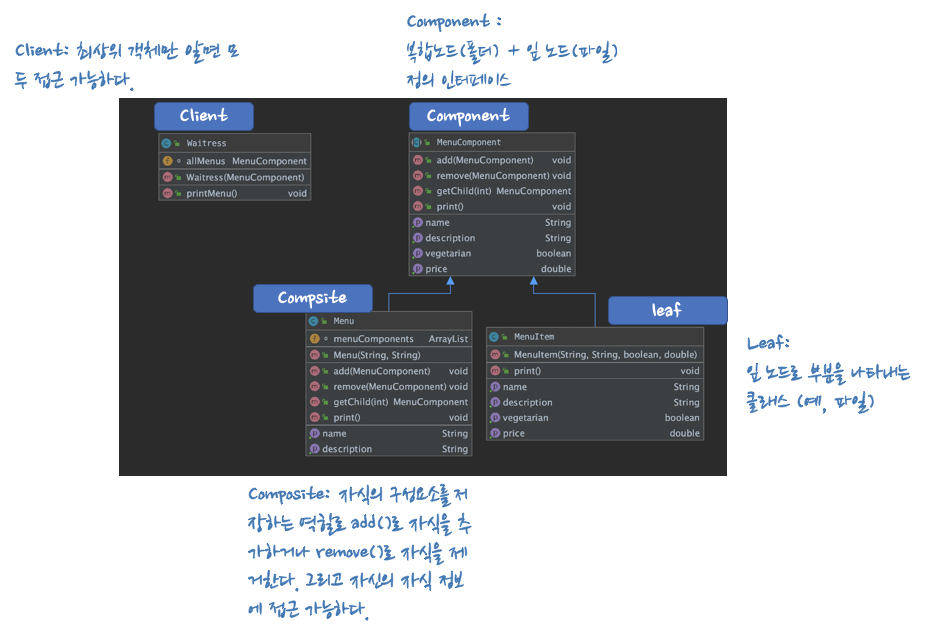 Client: 최상위 객체만 알면 모
두 접근 가능하다.
Component :
복합노드(폴더) + 잎 노드(파일)
정의 인터페이스
Client
Waitress
allMenus MenuComponent
Waitress(MenuComponent)
printMenu() void
Component
MenuComponent
add(MenuComponent) void
remove(MenuComponent) void
getChild(int) MenuComponent
print() void
name String
description String
vegetarian boolean
price double
Compsite
Menu
menuComponents ArrayList
Menu(String, String)
add(MenuComponent) void
remove(MenuComponent) void
getChild(int) MenuComponent
print() void
name String
description String
leaf
MenuItem
MenuItem(String, String, boolean, double)
print() void
name String
description String
vegetarian boolean
price double
Leaf:
잎 노드로 부분을 나타내는
클래스 (예, 파일)
Composite: 자식의 구성요소를 저
장하는 역할로 add()로 자식을 추
가하거나 remove()로 자식을 제
거한다. 그리고 자신의 자식 정보
에 접근 가능하다.